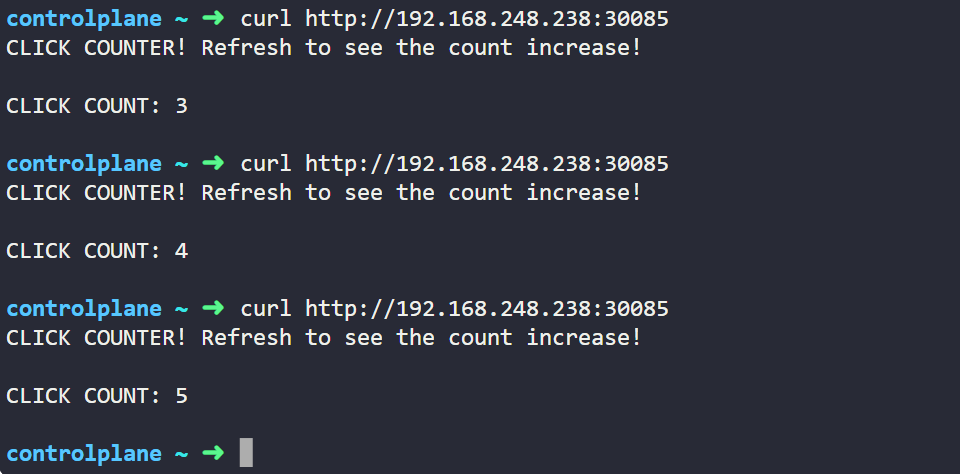 controlplane ~ ➜ curl http://192.168.248.238:30085
CLICK COUNTER! Refresh to see the count increase!
CLICK COUNT: 3
controlplane ~ ➜ curl http://192.168.248.238:30085
CLICK COUNTER! Refresh to see the count increase!
CLICK COUNT: 4
controlplane ~ ➜ curl http://192.168.248.238:30085
CLICK COUNTER! Refresh to see the count increase!
CLICK COUNT: 5
controlplane ~ ➜